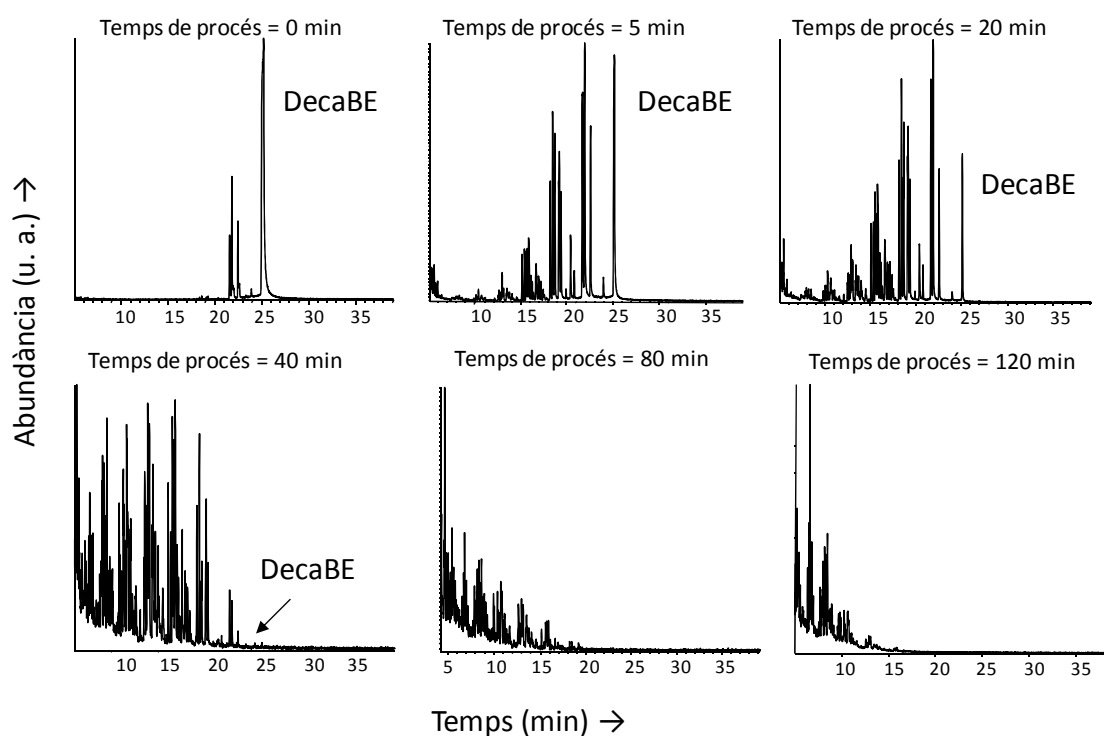 Temps de procés = 0 min
Temps de procés = 5 min
Temps de procés = 20 min
DecaBE
DecaBE
DecaBE
10 15 20 25 30 35
10 15 20 25 30 35
10 15 20 25 30 35
Abundància (u. a.) →
Temps de procés = 40 min
Temps de procés = 80 min
Temps de procés = 120 min
DecaBE
10 15 20 25 30 35
5 10 15 20 25 30 35
10 15 20 25 30 35
Temps (min) →